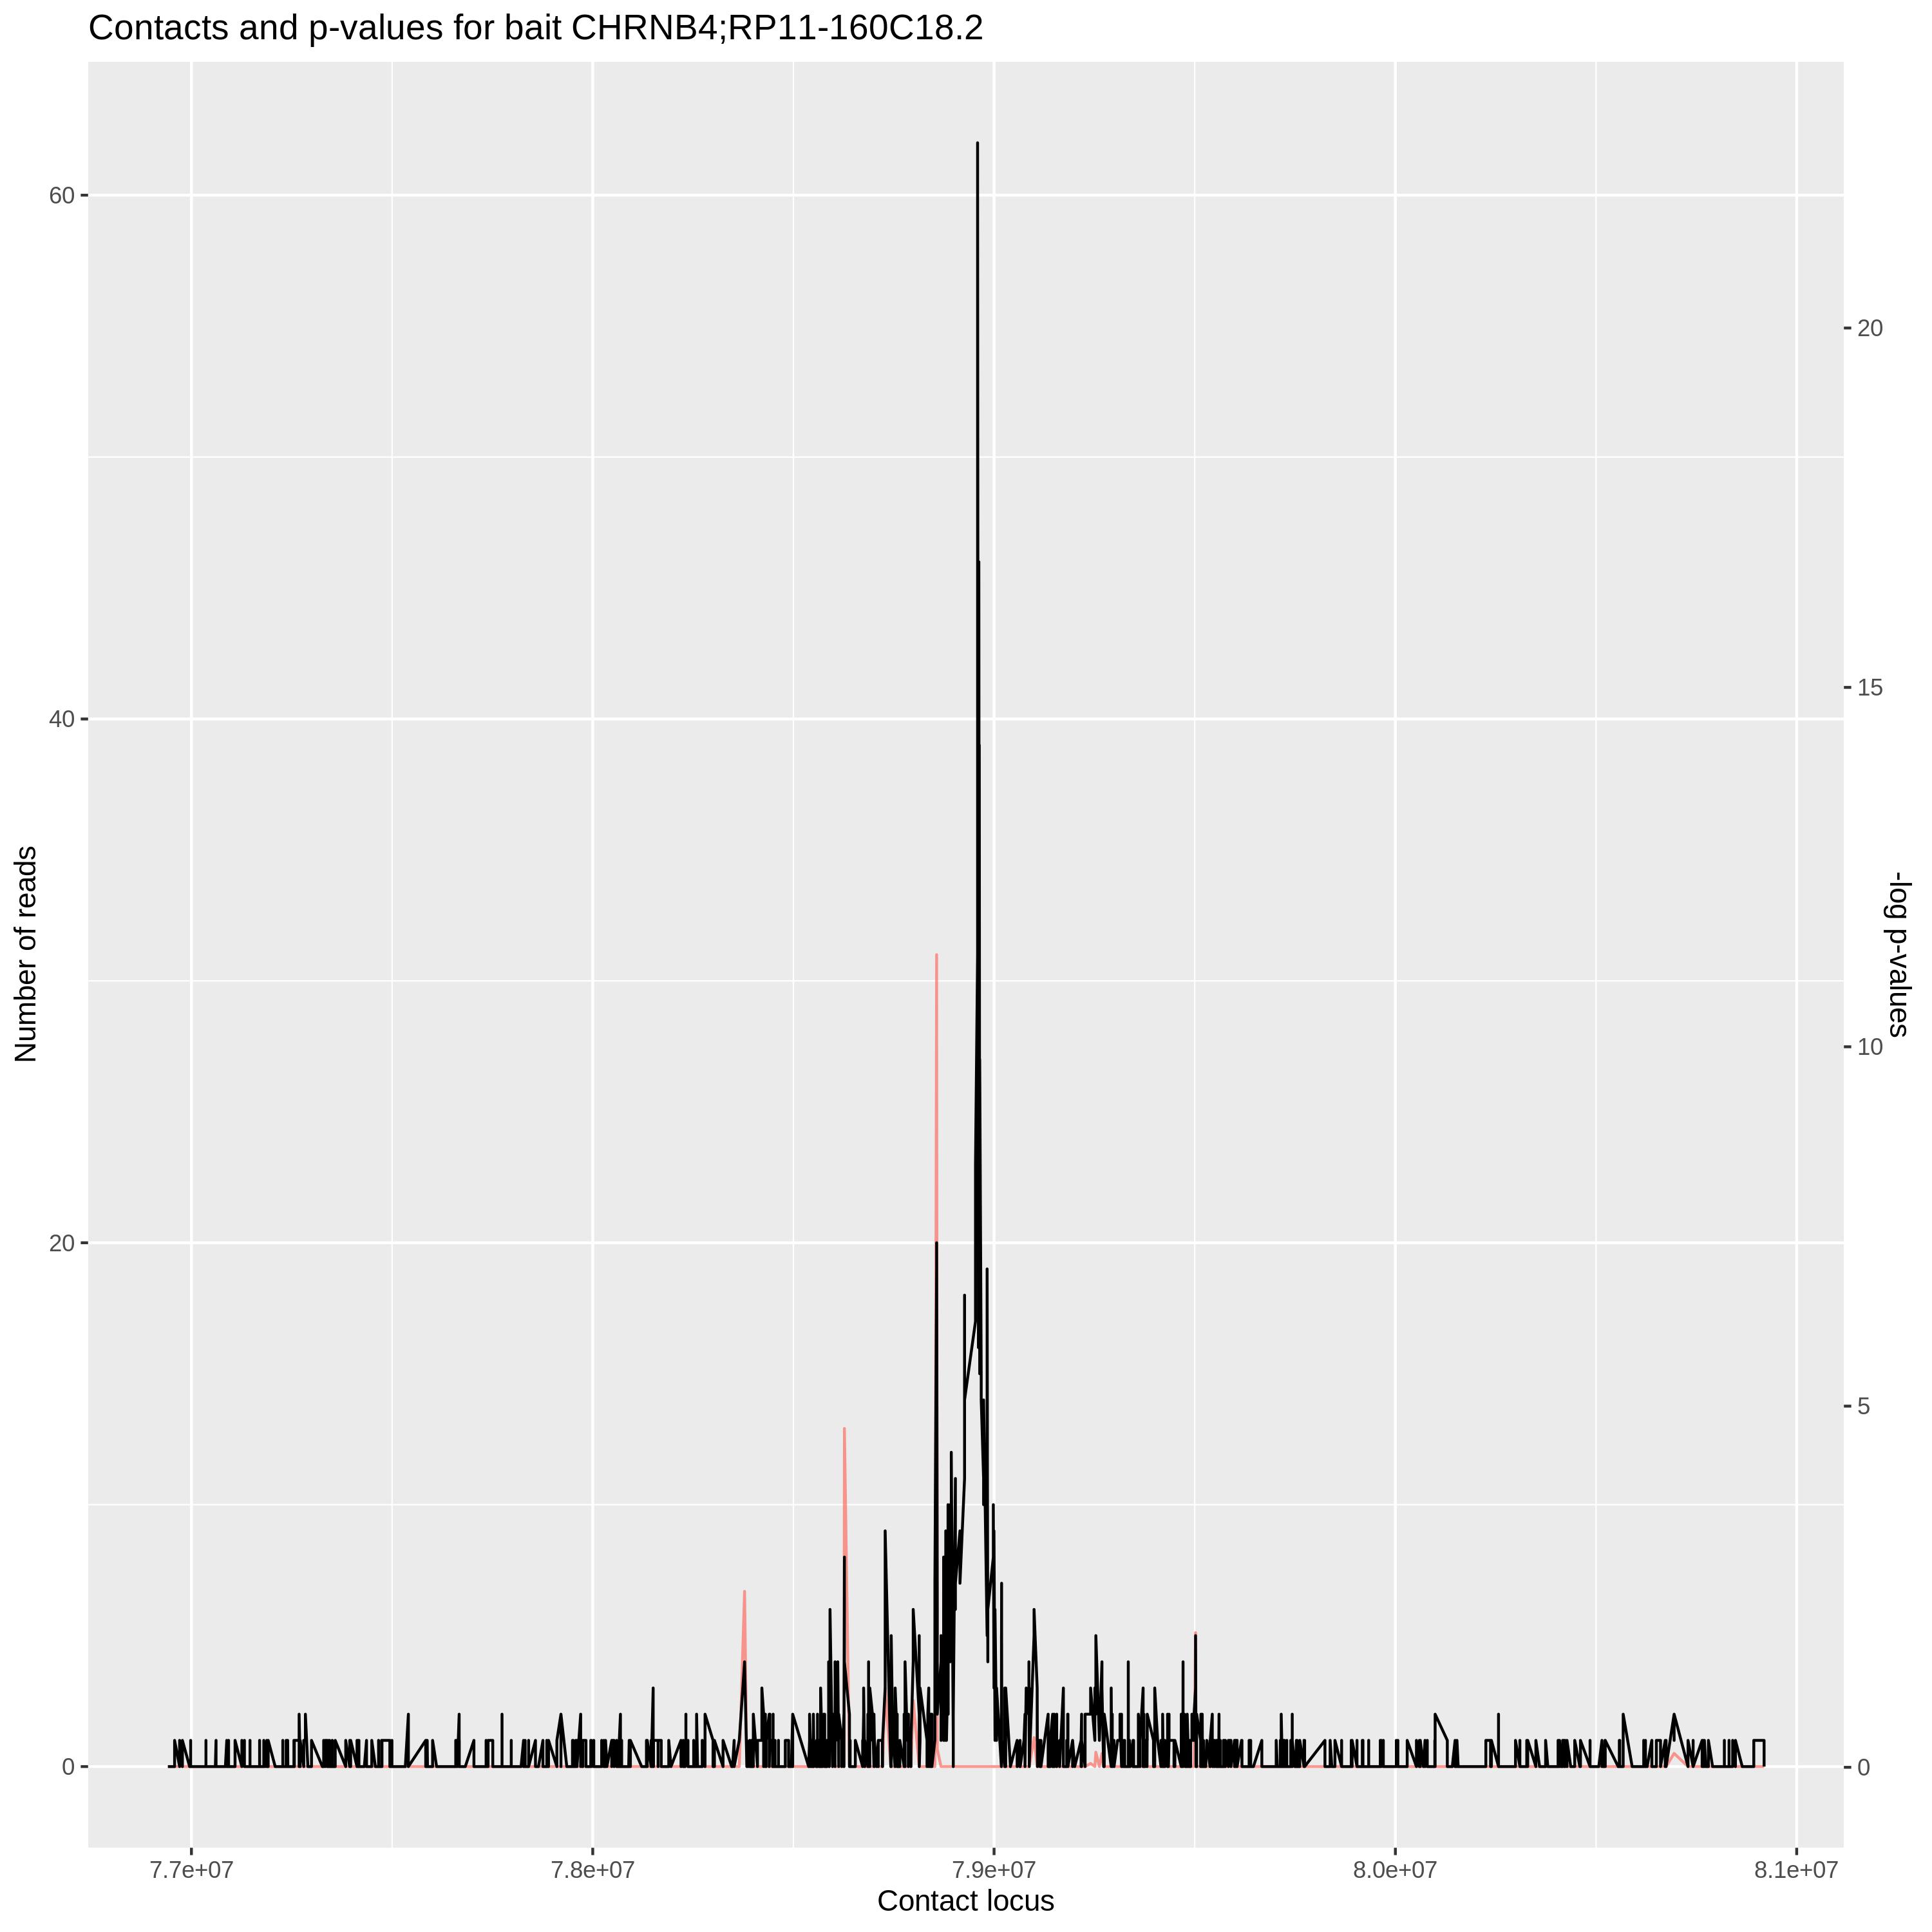 Contacts and p-values for bait CHRNB4;RP11-160C18.2
60
40
20
0
Number of reads
20
15
10
5
0
-log p-values
7.7e+07 7.8e+07 7.9e+07 8.0e+07 8.1e+07
Contact locus